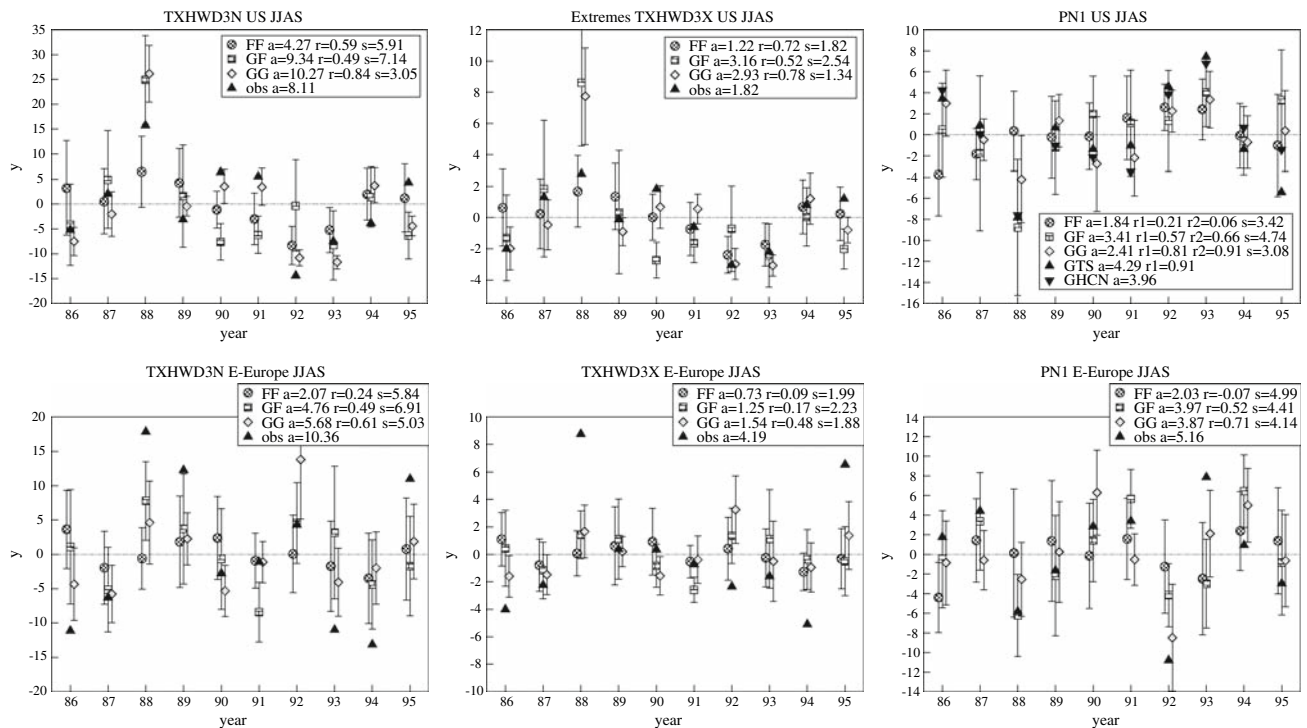 TXHWD3N US JJAS
FF a=4.27 r=0.59 s=5.91
GF a=9.34 r=0.49 s=7.14
GG a=10.27 r=0.84 s=3.05
obs a=8.11
y
35
30
25
20
15
10
5
0
-5
-10
-15
-20
86 87 88 89 90 91 92 93 94 95
year
Extremes TXHWD3X US JJAS
FF a=1.22 r=0.72 s=1.82
GF a=3.16 r=0.52 s=2.54
GG a=2.93 r=0.78 s=1.34
obs a=1.82
y
12
10
8
6
4
2
0
-2
-4
86 87 88 89 90 91 92 93 94 95
year
PN1 US JJAS
y
10
8
6
4
2
0
-2
-4
-6
-8
-10
-12
-14
-16
FF a=1.84 r1=0.21 r2=0.06 s=3.42
GF a=3.41 r1=0.57 r2=0.66 s=4.74
GG a=2.41 r1=0.81 r2=0.91 s=3.08
GTS a=4.29 r1=0.91
GHCN a=3.96
86 87 88 89 90 91 92 93 94 95
year
TXHWD3N E-Europe JJAS
FF a=2.07 r=0.24 s=5.84
GF a=4.76 r=0.49 s=6.91
GG a=5.68 r=0.61 s=5.03
obs a=10.36
y
20
15
10
5
0
-5
-10
-15
-20
86 87 88 89 90 91 92 93 94 95
year
TXHWD3X E-Europe JJAS
FF a=0.73 r=0.09 s=1.99
GF a=1.25 r=0.17 s=2.23
GG a=1.54 r=0.48 s=1.88
obs a=4.19
y
10
8
6
4
2
0
-2
-4
-6
-8
-10
86 87 88 89 90 91 92 93 94 95
year
PN1 E-Europe JJAS
FF a=2.03 r=-0.07 s=4.99
GF a=3.97 r=0.52 s=4.41
GG a=3.87 r=0.71 s=4.14
obs a=5.16
y
14
12
10
8
6
4
2
0
-2
-4
-6
-8
-10
-12
-14
86 87 88 89 90 91 92 93 94 95
year